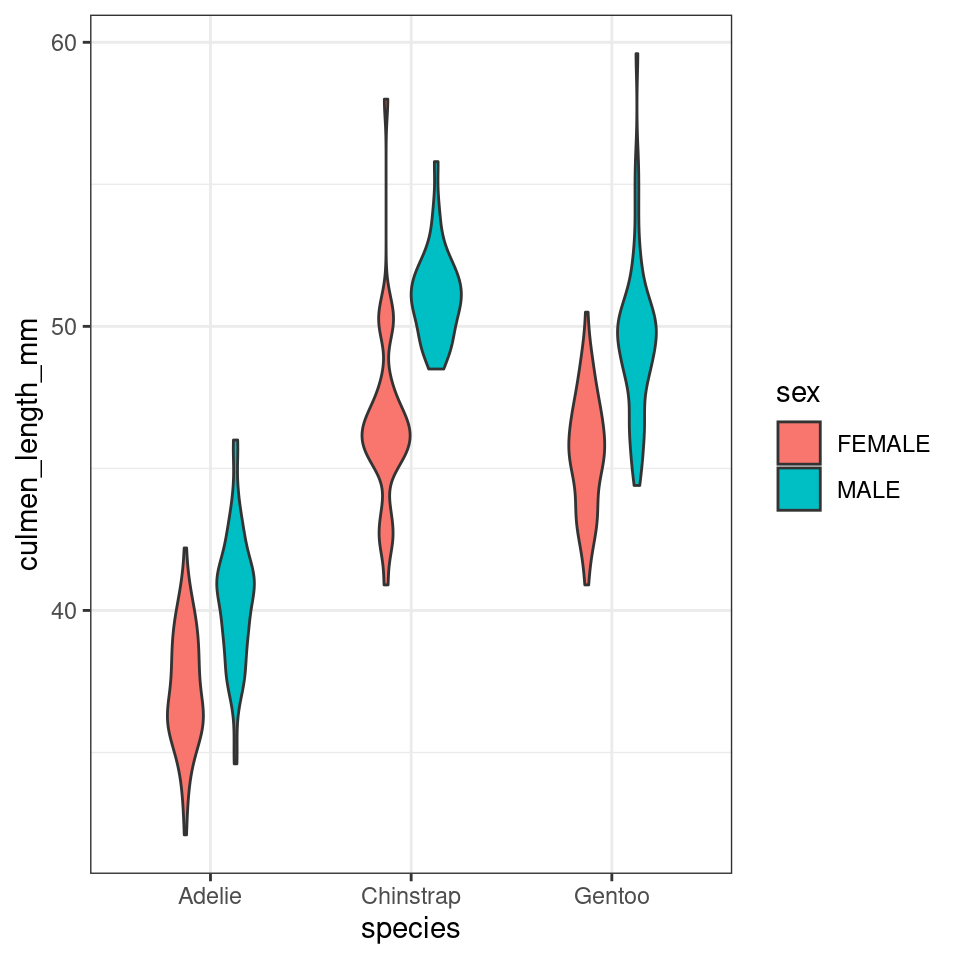 60
50
40
culmen_length_mm
Adelie
Chinstrap
Gentoo
species
sex
FEMALE
MALE